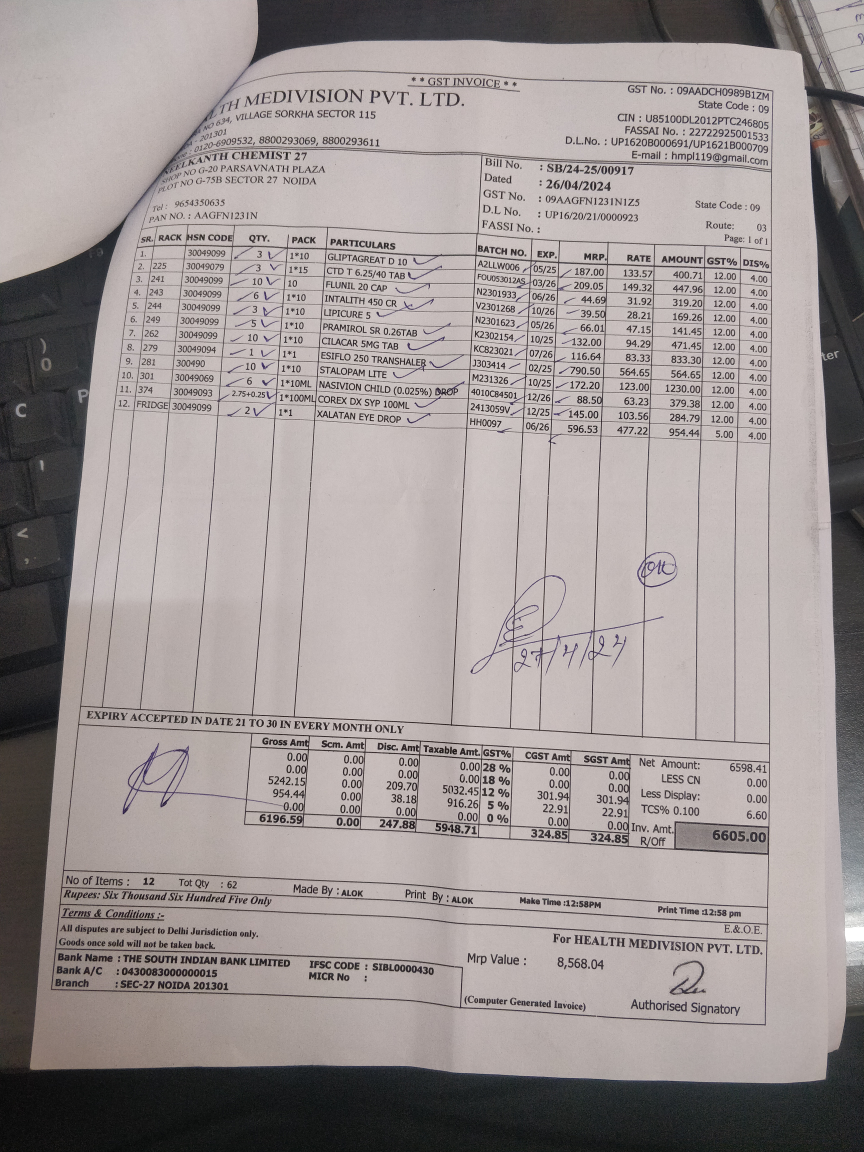 ** GST INVOICE **
GST No. : 09AADCH0989B1ZM
State Code : 09
TH MEDIVISION PVT. LTD.
NO 634, VILLAGE SORKHA SECTOR 115
201301
0120-6909532, 8800293069, 8800293611
CIN : U85100DL2012PTC246805
FASSAI No. : 22722925001533
D.L.No. : UP1620B000691/UP1621B000709
E-mail : hmpl119@gmail.com
EELKANTH CHEMIST 27
SHOP NO G-20 PARSAVNATH PLAZA
PLOT NO G-75B SECTOR 27 NOIDA
Tel : 9654350635
PAN NO. : AAGFN1231N
Bill No. : SB/24-25/00917
Dated : 26/04/2024
GST No. : 09AAGFN1231N1Z5 State Code : 09
D.L No. : UP16/20/21/0000923
FASSI No. : Route: 03
Page: 1 of 1
SR. RACK HSN CODE QTY. PACK PARTICULARS BATCH NO. EXP. MRP. RATE AMOUNT GST% DIS%
1. 30049099 3 1*10 GLIPTAGREAT D 10 A2LLW006 05/25 187.00 133.57 400.71 12.00 4.00
2. 225 30049079 3 1*15 CTD T 6.25/40 TAB FOU053012AS 03/26 209.05 149.32 447.96 12.00 4.00
3. 241 30049099 10 10 FLUNIL 20 CAP N2301933 06/26 44.69 31.92 319.20 12.00 4.00
4. 243 30049099 6 1*10 INTALITH 450 CR V2301268 10/26 39.50 28.21 169.26 12.00 4.00
5. 244 30049099 3 1*10 LIPICURE 5 N2301623 05/26 66.01 47.15 141.45 12.00 4.00
6. 249 30049099 5 1*10 PRAMIROL SR 0.26TAB K2302154 10/25 132.00 94.29 471.45 12.00 4.00
7. 262 30049099 10 1*10 CILACAR 5MG TAB KC823021 07/26 116.64 83.33 833.30 12.00 4.00
8. 279 30049094 1 1*1 ESIFLO 250 TRANSHALER J303414 02/25 790.50 564.65 564.65 12.00 4.00
9. 281 300490 10 1*10 STALOPAM LITE M231326 10/25 172.20 123.00 1230.00 12.00 4.00
10. 301 30049069 6 1*10ML NASIVION CHILD (0.025%) DROP 4010C84501 12/26 88.50 63.23 379.38 12.00 4.00
11. 374 30049093 2.75+0.25 1*100ML COREX DX SYP 100ML 2413059V 12/25 145.00 103.56 284.79 12.00 4.00
12. FRIDGE 30049099 2 1*1 XALATAN EYE DROP HH0097 06/26 596.53 477.22 954.44 5.00 4.00
OK
27/4/24
EXPIRY ACCEPTED IN DATE 21 TO 30 IN EVERY MONTH ONLY
Gross Amt Scm. Amt Disc. Amt Taxable Amt. GST% CGST Amt SGST Amt
0.00 0.00 0.00 0.00 28 % 0.00 0.00
0.00 0.00 0.00 0.00 18 % 0.00 0.00
5242.15 0.00 209.70 5032.45 12 % 301.94 301.94
954.44 0.00 38.18 916.26 5 % 22.91 22.91
0.00 0.00 0.00 0.00 0 % 0.00 0.00
6196.59 0.00 247.88 5948.71 324.85 324.85
Net Amount: 6598.41
LESS CN 0.00
Less Display: 0.00
TCS% 0.100 6.60
Inv. Amt. 6605.00
R/Off
No of Items : 12 Tot Qty : 62 Made By : ALOK Print By : ALOK Make Time :12:58PM Print Time :12:58 pm
Rupees: Six Thousand Six Hundred Five Only
E.&O.E.
Terms & Conditions :-
All disputes are subject to Delhi Jurisdiction only.
Goods once sold will not be taken back.
For HEALTH MEDIVISION PVT. LTD.
Bank Name : THE SOUTH INDIAN BANK LIMITED IFSC CODE : SIBL0000430
Bank A/C : 0430083000000015 MICR No :
Branch : SEC-27 NOIDA 201301
Mrp Value : 8,568.04
(Computer Generated Invoice)
Authorised Signatory